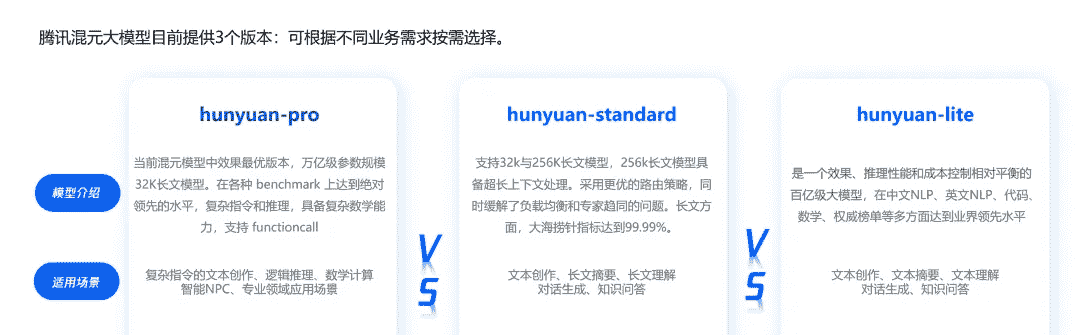 腾讯混元大模型目前提供3个版本：可根据不同业务需求按需选择。
hunyuan-pro
hunyuan-standard
hunyuan-lite
模型介绍
当前混元模型中效果最优版本，万亿级参数规模
32K长文模型。在各种 benchmark 上达到绝对
领先的水平，复杂指令和推理，具备复杂数学能
力，支持 functioncall
VS
支持32k与256K长文模型，256k长文模型具
备超长上下文处理。采用更优的路由策略，同
时缓解了负载均衡和专家趋同的问题。长文方
面，大海捞针指标达到99.99%。
VS
是一个效果、推理性能和成本控制相对平衡的
百亿级大模型，在中文NLP、英文NLP、代码、
数学、权威榜单等多方面达到业界领先水平
适用场景
复杂指令的文本创作、逻辑推理、数学计算
智能NPC、专业领域应用场景
文本创作、长文摘要、长文理解
对话生成、知识问答
文本创作、文本摘要、文本理解
对话生成、知识问答